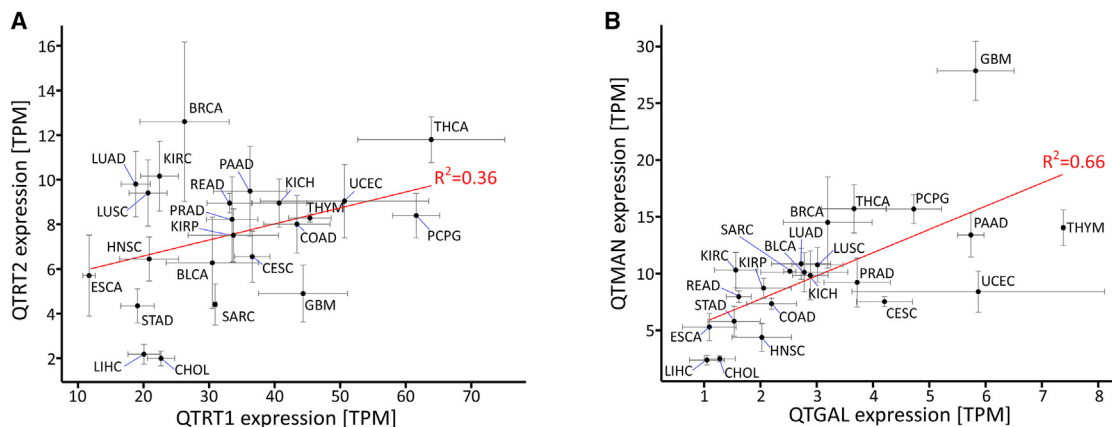 A
QTRT2 expression [TPM]
16
14
12
10
8
6
4
2
10
20
30
40
50
60
70
QTRT1 expression [TPM]
BRCA
THCA
LUAD
KIRC
PAAD
READ
KICH
UCEC
LUSC
PRAD
THYM
KIRP
COAD
PCPG
HNSC
BLCA
CESC
ESCA
STAD
SARC
GBM
LIHC
CHOL
R²=0.36
B
QTMAN expression [TPM]
30
25
20
15
10
5
1
2
3
4
5
6
7
8
QTGAL expression [TPM]
GBM
R²=0.66
THCA
PCPG
BRCA
PAAD
THYM
SARC
LUAD
BLCA
LUSC
KIRC
KIRP
KICH
PRAD
READ
UCEC
STAD
COAD
CESC
ESCA
HNSC
LIHC
CHOL